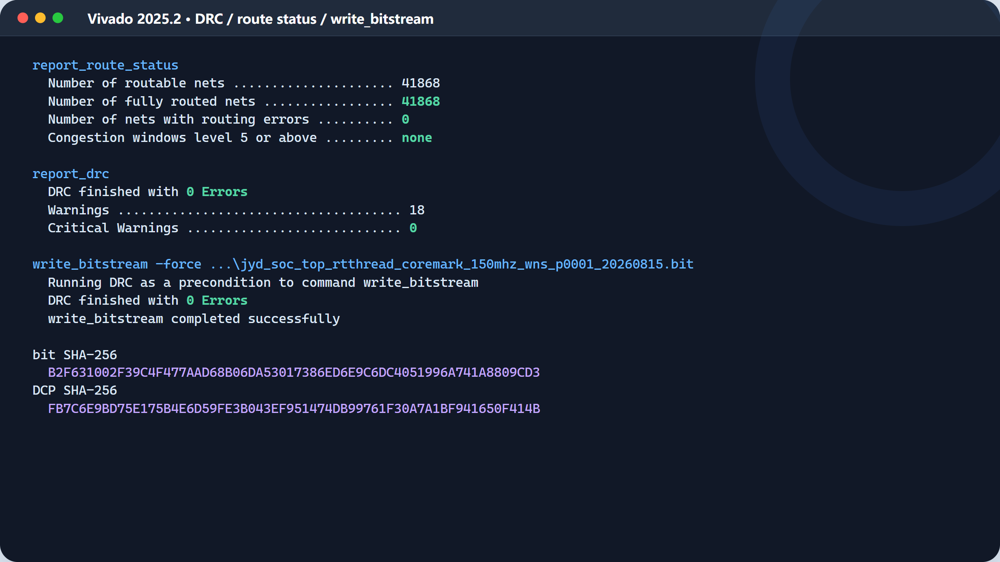 Vivado 2025.2 • DRC / route status / write_bitstream
report_route_status
Number of routable nets ..................... 41868
Number of fully routed nets ................. 41868
Number of nets with routing errors .......... 0
Congestion windows level 5 or above ......... none
report_drc
DRC finished with 0 Errors
Warnings ..................................... 18
Critical Warnings ............................ 0
write_bitstream -force ...\jyd_soc_top_rtthread_coremark_150mhz_wns_p0001_20260815.bit
Running DRC as a precondition to command write_bitstream
DRC finished with 0 Errors
write_bitstream completed successfully
bit SHA-256
B2F631002F39C4F477AAD68B06DA53017386ED6E9C6DC4051996A741A8809CD3
DCP SHA-256
FB7C6E9BD75E175B4E6D59FE3B043EF951474DB99761F30A7A1BF941650F414B